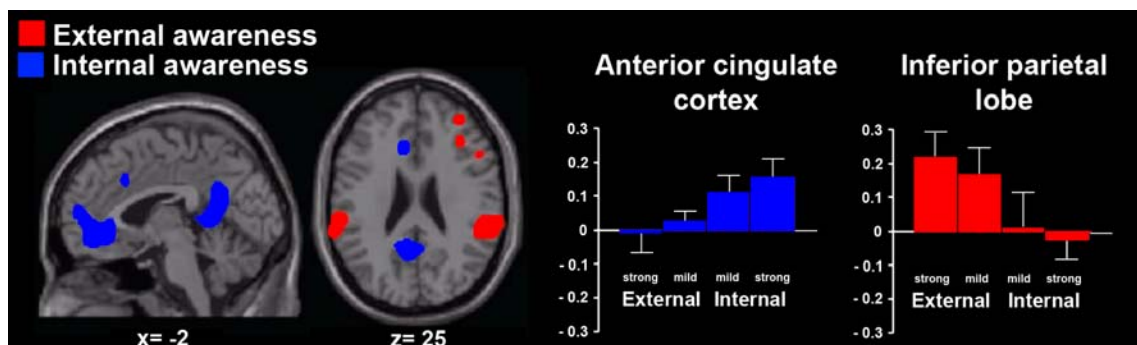 External awareness
Internal awareness
x= -2
z= 25
Anterior cingulate
cortex
0.3
0.2
0.1
0
- 0.1
- 0.2
- 0.3
strong mild mild strong
External Internal
Inferior parietal
lobe
0.3
0.2
0.1
0
- 0.1
- 0.2
- 0.3
strong mild mild strong
External Internal